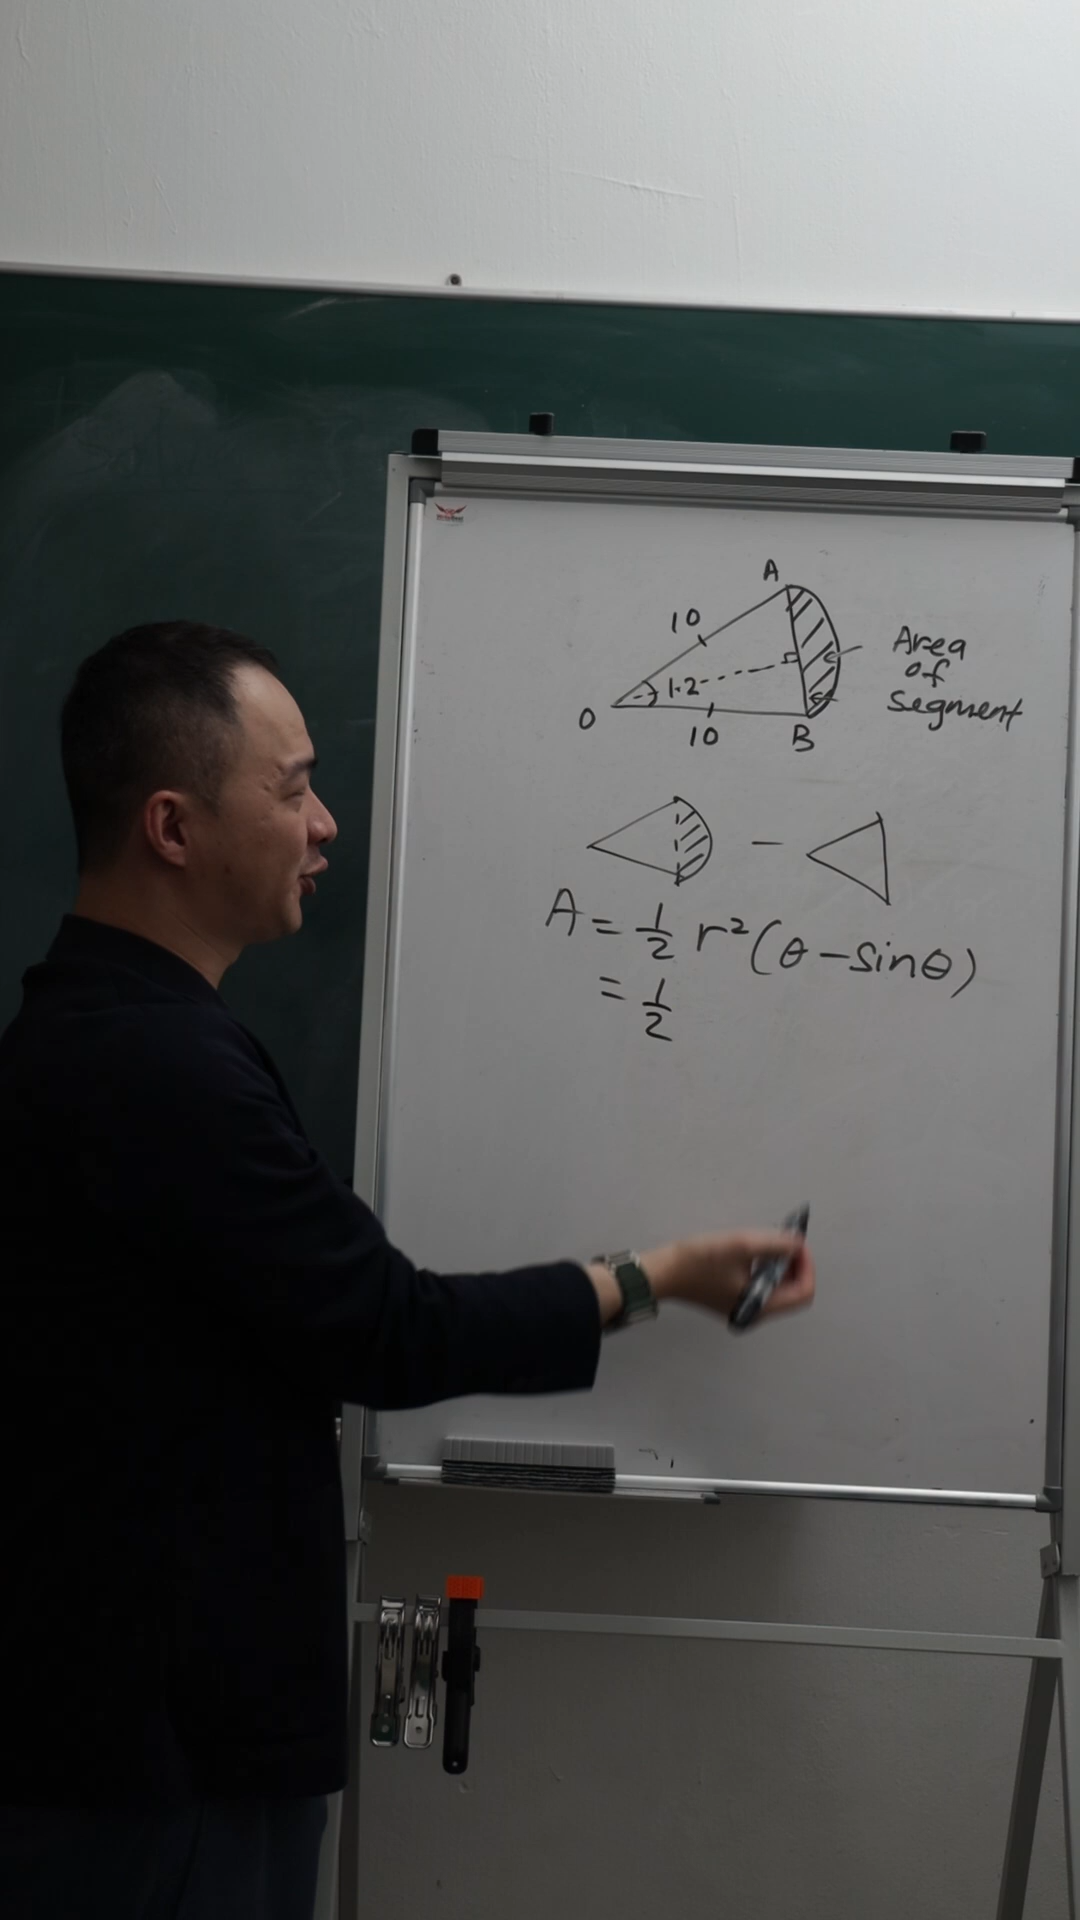 A
10
Area
of
segment
1.2
O
10
B
−
A = 1/2 r²(θ − sinθ)
= 1/2